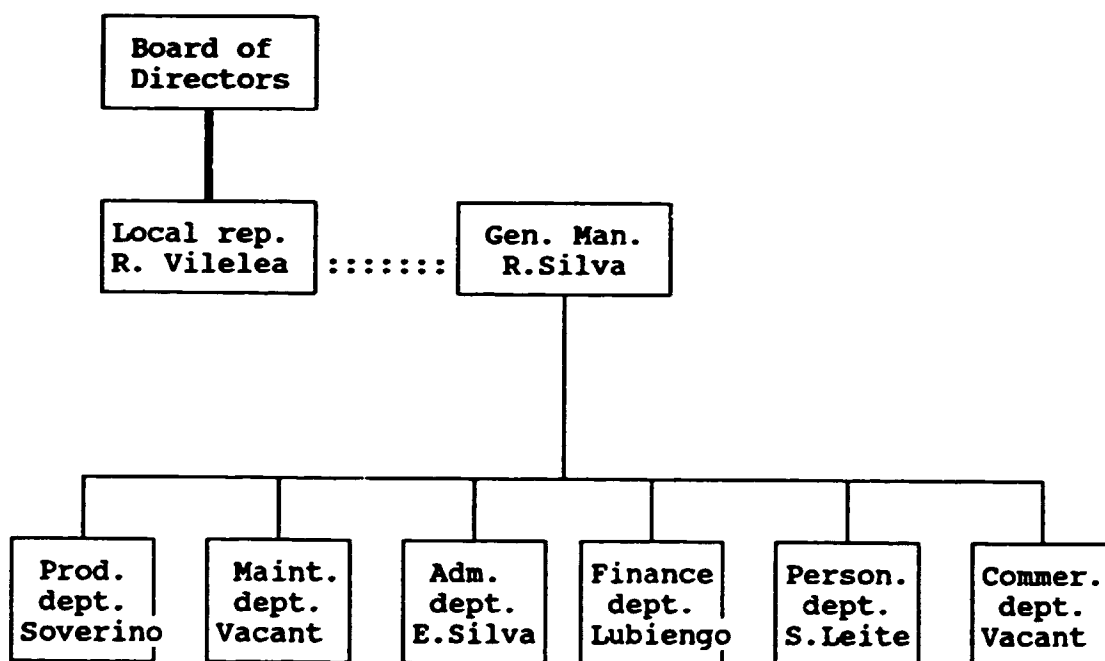 Board of
Directors
Local rep.
R. Vilelea
Gen. Man.
R.Silva
Prod.
dept.
Soverino
Maint.
dept.
Vacant
Adm.
dept.
E.Silva
Finance
dept.
Lubiengo
Person.
dept.
S.Leite
Commer.
dept.
Vacant